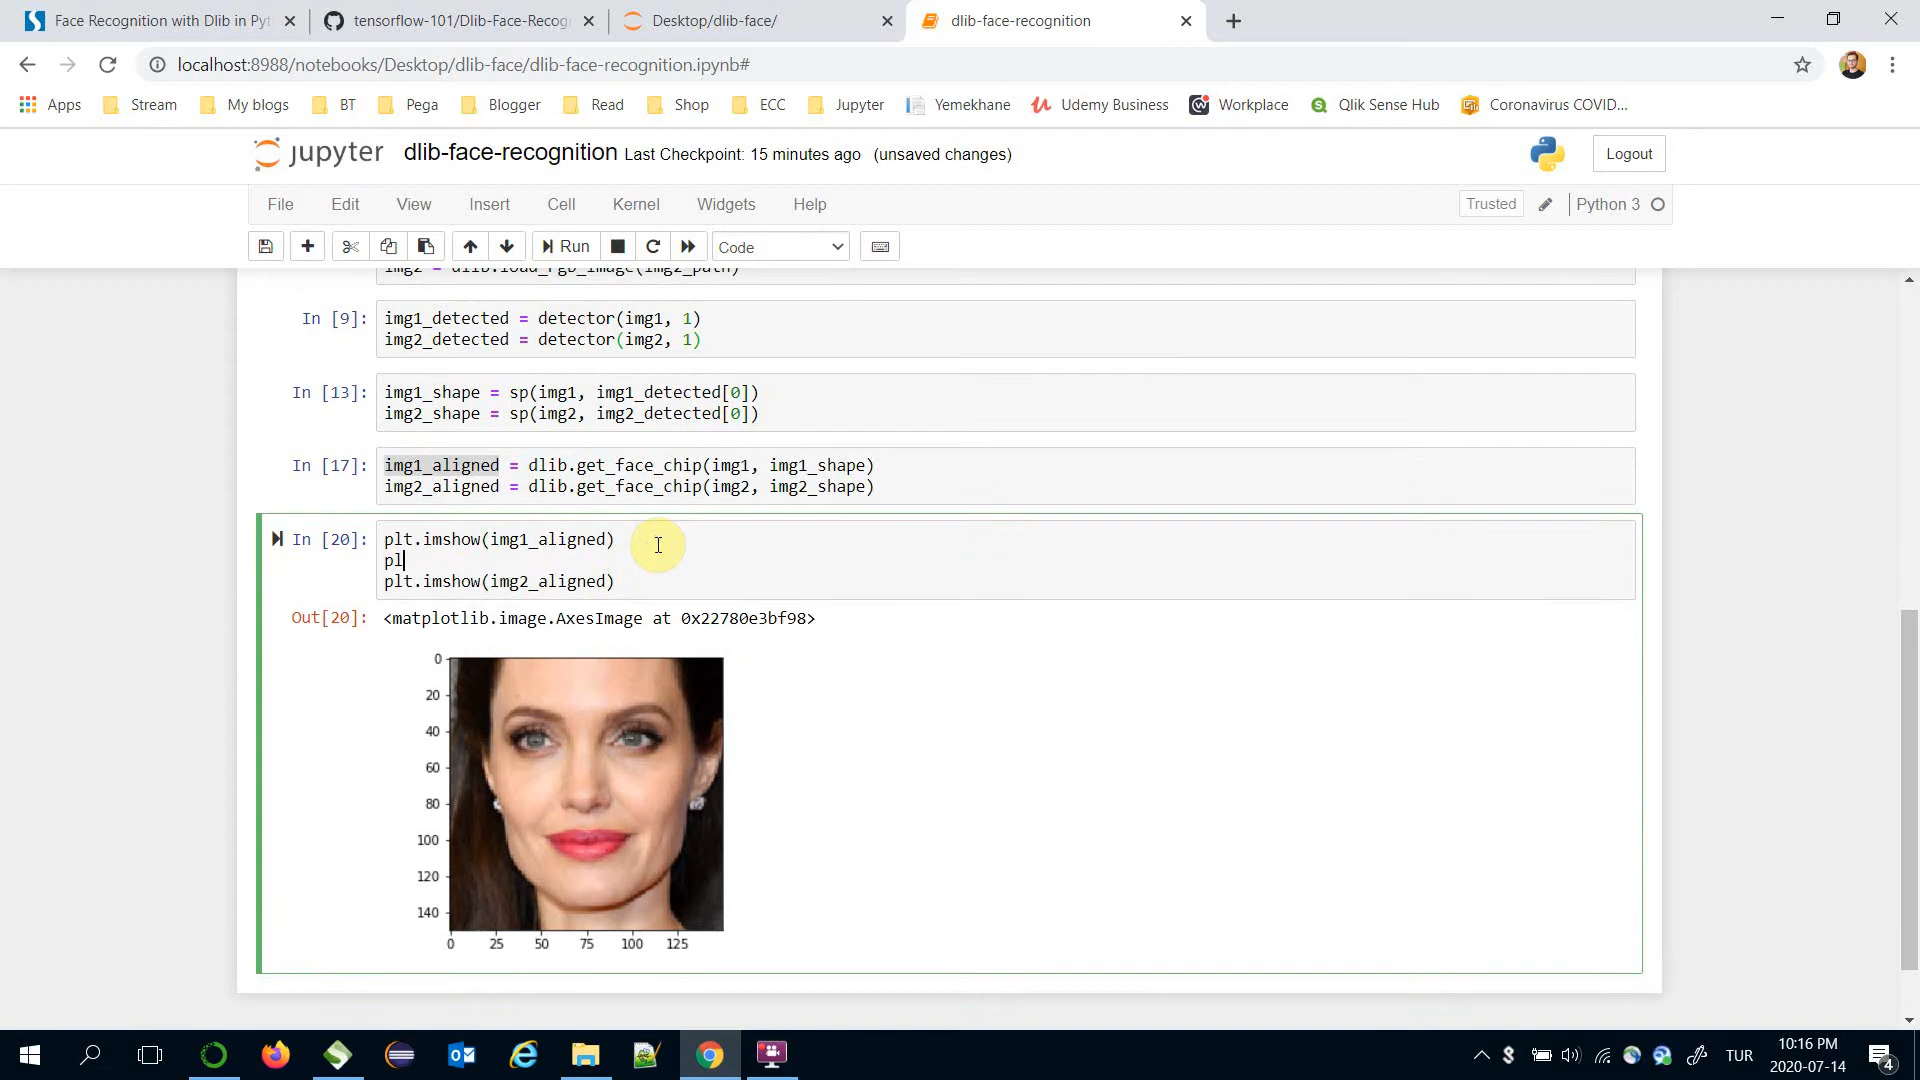 Face Recognition with Dlib in Pyt
tensorflow-101/Dlib-Face-Recog
Desktop/dlib-face/
dlib-face-recognition
localhost:8988/notebooks/Desktop/dlib-face/dlib-face-recognition.ipynb#
Apps Stream My blogs BT Pega Blogger Read Shop ECC Jupyter Yemekhane Udemy Business Workplace Qlik Sense Hub Coronavirus COVID...
jupyter dlib-face-recognition Last Checkpoint: 15 minutes ago (unsaved changes) Logout
File Edit View Insert Cell Kernel Widgets Help Trusted Python 3
Run Code
img2 = dlib.load_rgb_image(img2_path)
In [9]: img1_detected = detector(img1, 1)
img2_detected = detector(img2, 1)
In [13]: img1_shape = sp(img1, img1_detected[0])
img2_shape = sp(img2, img2_detected[0])
In [17]: img1_aligned = dlib.get_face_chip(img1, img1_shape)
img2_aligned = dlib.get_face_chip(img2, img2_shape)
In [20]: plt.imshow(img1_aligned)
pl
plt.imshow(img2_aligned)
Out[20]: <matplotlib.image.AxesImage at 0x22780e3bf98>
0
20
40
60
80
100
120
140
0 25 50 75 100 125
TUR
10:16 PM
2020-07-14
4